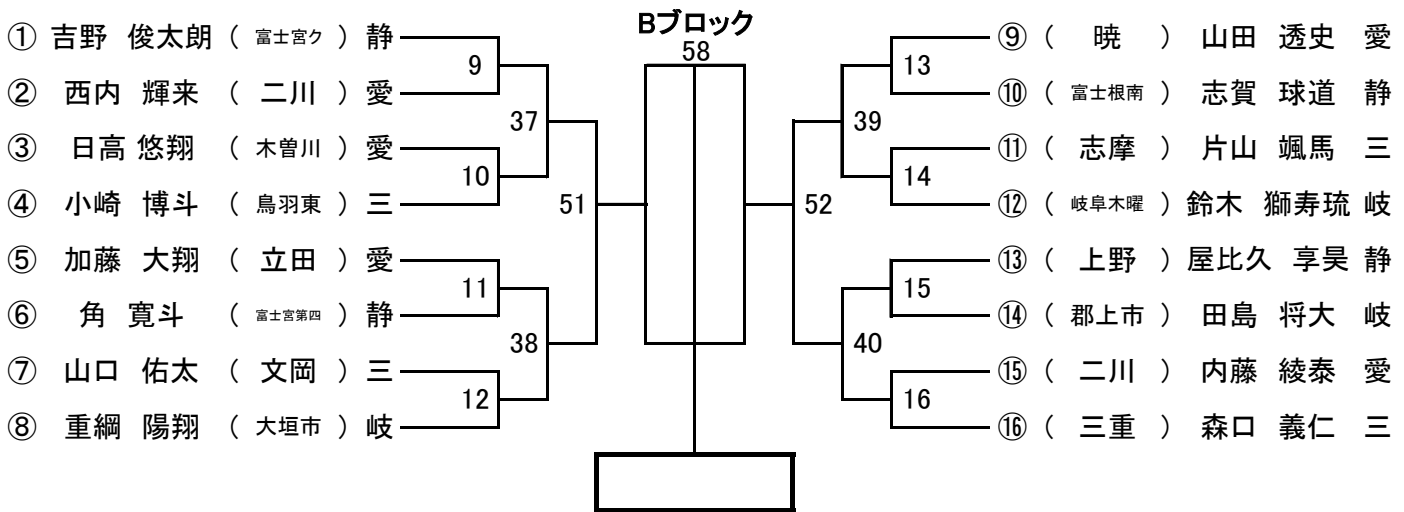 Bブロック
58
① 吉野 俊太朗 ( 富士宮ク ) 静
9
② 西内 輝来 ( 二川 ) 愛
37
③ 日高 悠翔 ( 木曽川 ) 愛
10
④ 小崎 博斗 ( 鳥羽東 ) 三
51
⑤ 加藤 大翔 ( 立田 ) 愛
11
⑥ 角 寛斗 ( 富士宮第四 ) 静
38
⑦ 山口 佑太 ( 文岡 ) 三
12
⑧ 重綱 陽翔 ( 大垣市 ) 岐
⑨ ( 暁 ) 山田 透史 愛
13
⑩ ( 富士根南 ) 志賀 球道 静
39
⑪ ( 志摩 ) 片山 颯馬 三
14
⑫ ( 岐阜木曜 ) 鈴木 獅寿琉 岐
52
⑬ ( 上野 ) 屋比久 享昊 静
15
⑭ ( 郡上市 ) 田島 将大 岐
40
⑮ ( 二川 ) 内藤 綾泰 愛
16
⑯ ( 三重 ) 森口 義仁 三